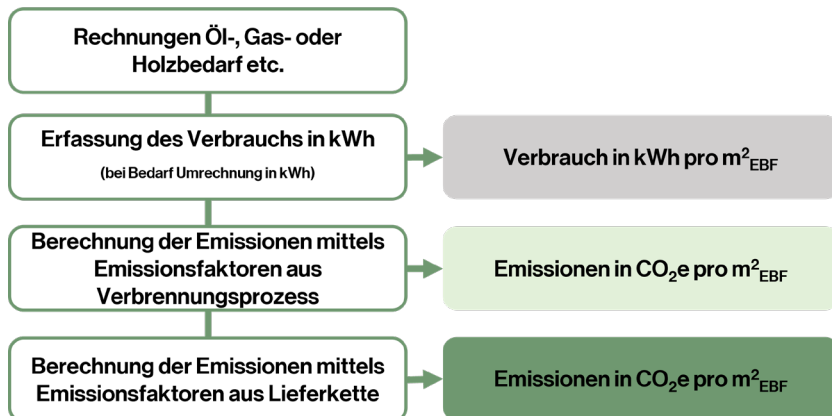 Rechnungen Öl-, Gas- oder
Holzbedarf etc.
Erfassung des Verbrauchs in kWh
(bei Bedarf Umrechnung in kWh)
Verbrauch in kWh pro m²EBF
Berechnung der Emissionen mittels
Emissionsfaktoren aus
Verbrennungsprozess
Emissionen in CO₂e pro m²EBF
Berechnung der Emissionen mittels
Emissionsfaktoren aus Lieferkette
Emissionen in CO₂e pro m²EBF